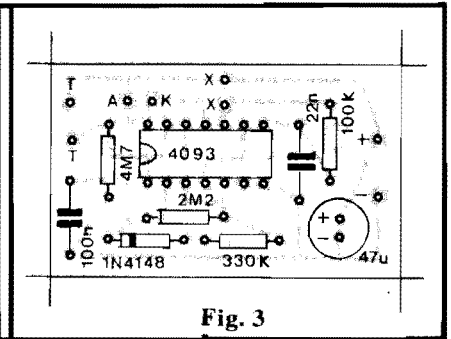 T
X
A K
X
22n
100K
T
4M7
4093
+
2M2
−
100n
+
−
1N4148
330K
47u
Fig. 3